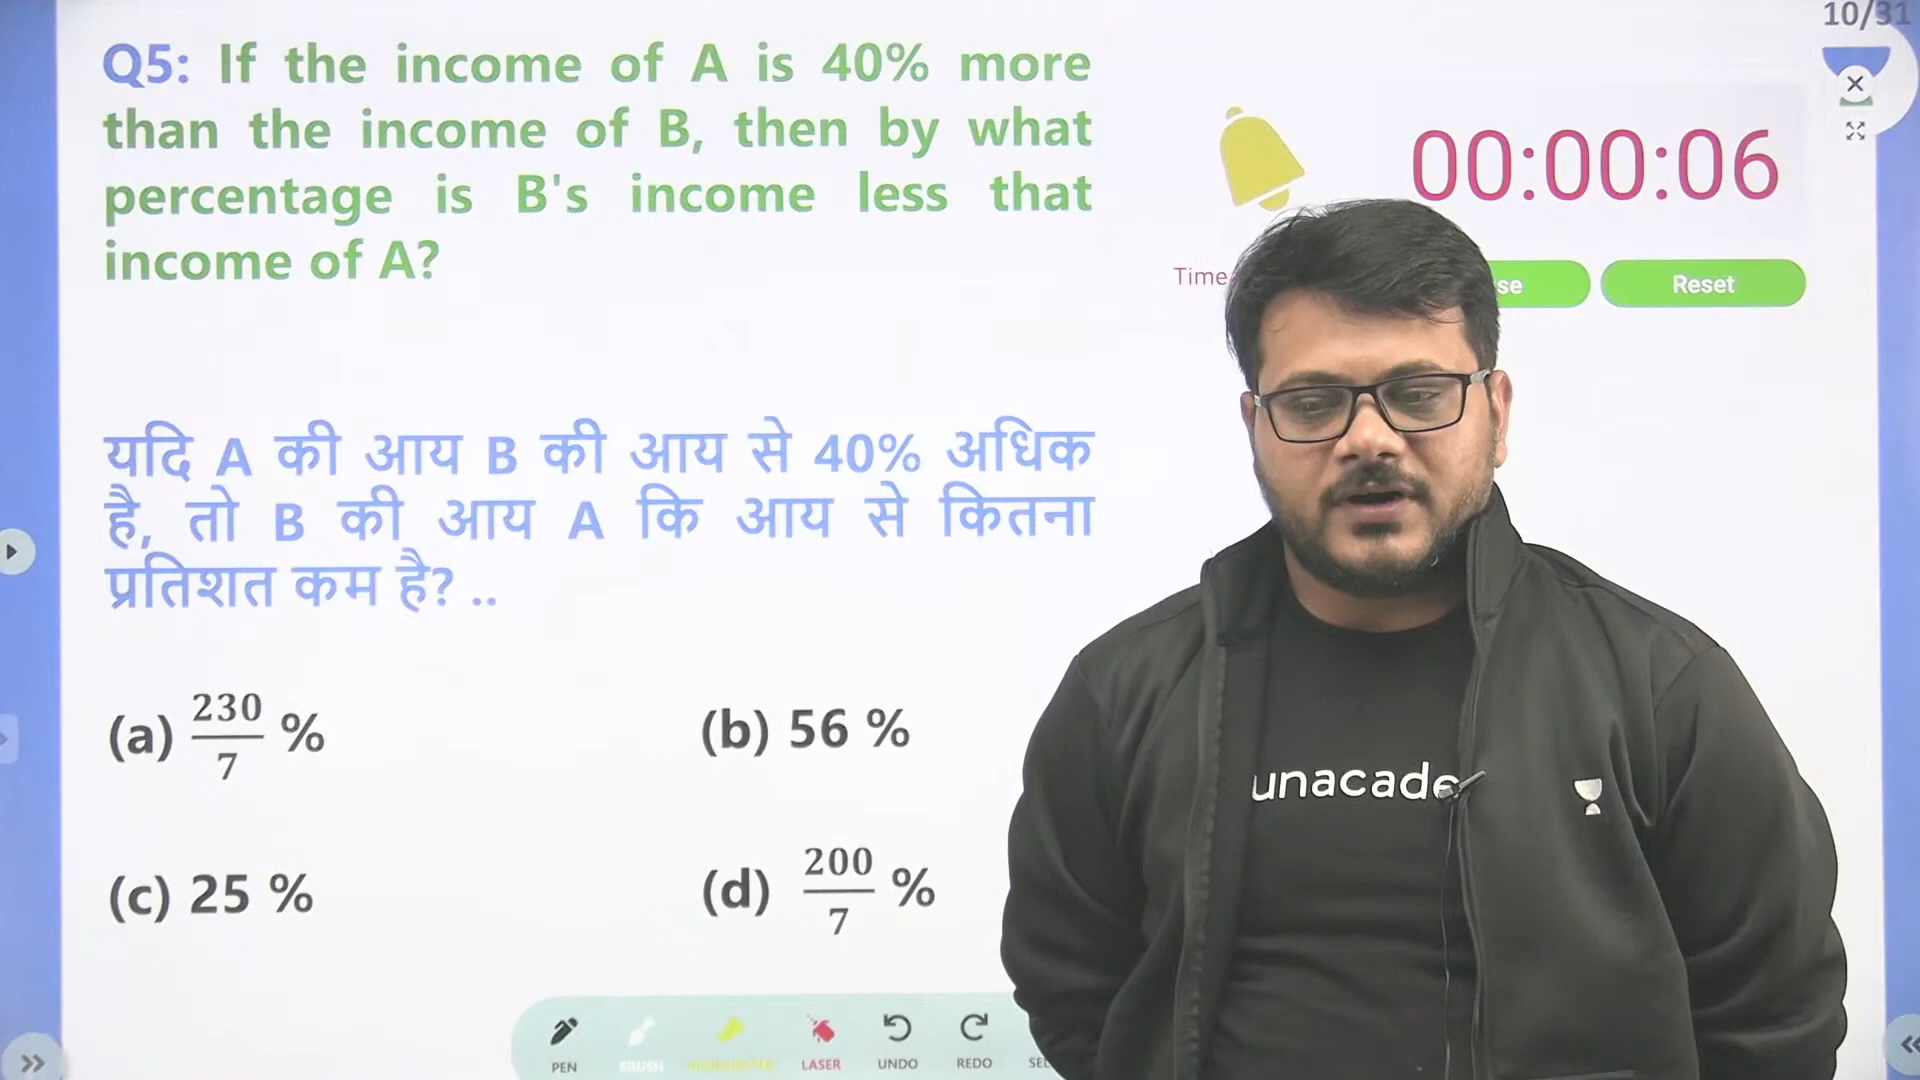 10/31
Q5: If the income of A is 40% more
than the income of B, then by what
percentage is B's income less that
income of A?
00:00:06
Time
Reset
यदि A की आय B की आय से 40% अधिक
है, तो B की आय A कि आय से कितना
प्रतिशत कम है? ..
(a) 230/7 %
(b) 56 %
(c) 25 %
(d) 200/7 %
unacade
PEN
BRUSH
HIGHLIGHTER
LASER
UNDO
REDO